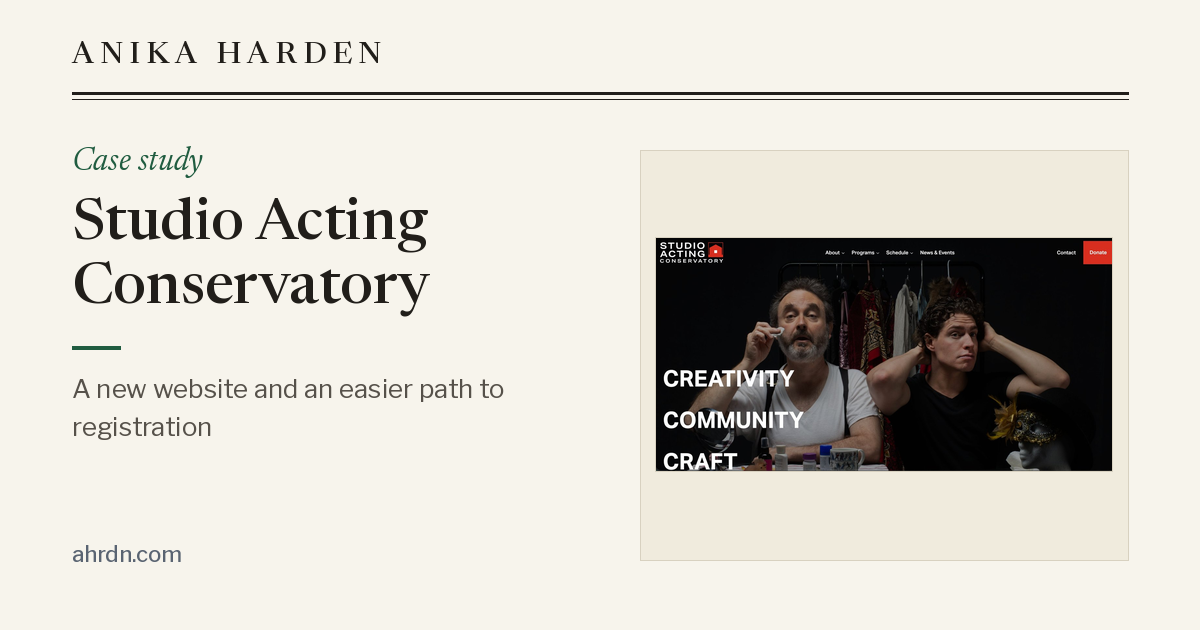 ANIKA HARDEN
Case study
Studio Acting
Conservatory
A new website and an easier path to
registration
ahrdn.com
STUDIO
ACTING
CONSERVATORY
About Programs Schedule News & Events Contact Donate
CREATIVITY
COMMUNITY
CRAFT